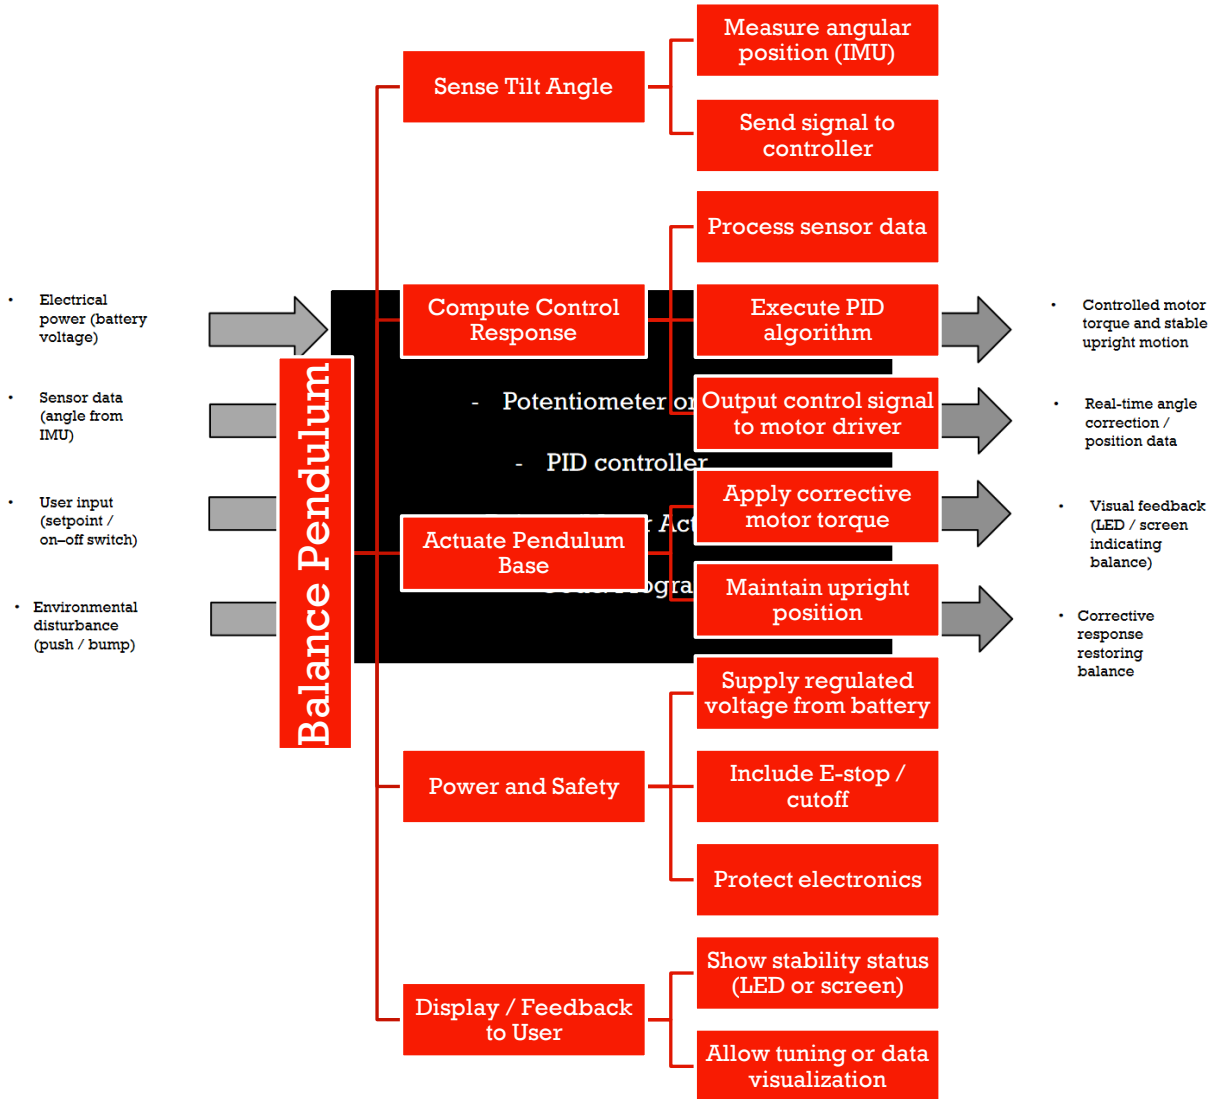 Measure angular
position (IMU)
Sense Tilt Angle
Send signal to
controller
Process sensor data
• Electrical
power (battery
voltage)
Compute Control
Response
Execute PID
algorithm
• Controlled motor
torque and stable
upright motion
• Sensor data
(angle from
IMU)
Balance Pendulum
- Potentiometer or
Output control signal
to motor driver
• Real-time angle
correction /
position data
- PID controller
• User input
(setpoint /
on–off switch)
Actuate Pendulum
Base
Apply corrective
motor torque
• Visual feedback
(LED / screen
indicating
balance)
• Environmental
disturbance
(push / bump)
Maintain upright
position
• Corrective
response
restoring
balance
Supply regulated
voltage from battery
Power and Safety
Include E-stop /
cutoff
Protect electronics
Show stability status
(LED or screen)
Display / Feedback
to User
Allow tuning or data
visualization